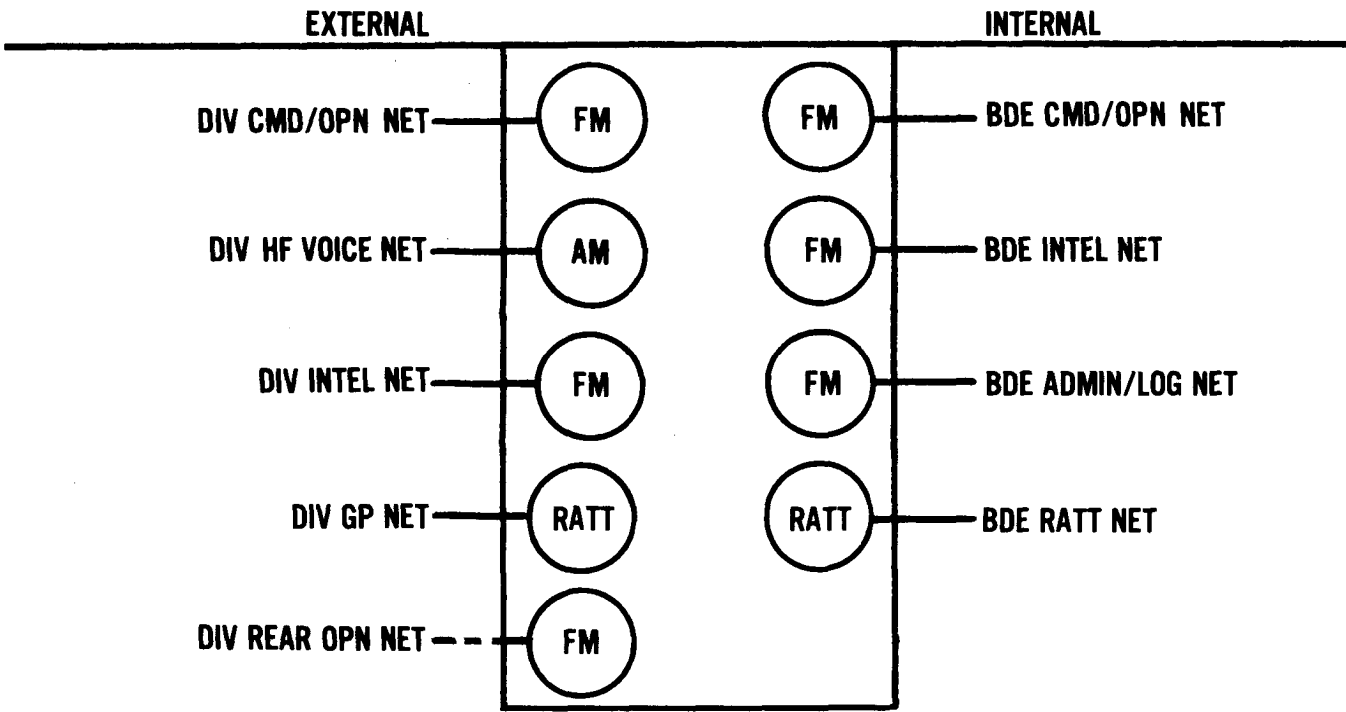 EXTERNAL INTERNAL
DIV CMD/OPN NET FM FM BDE CMD/OPN NET
DIV HF VOICE NET AM FM BDE INTEL NET
DIV INTEL NET FM FM BDE ADMIN/LOG NET
DIV GP NET RATT RATT BDE RATT NET
DIV REAR OPN NET FM